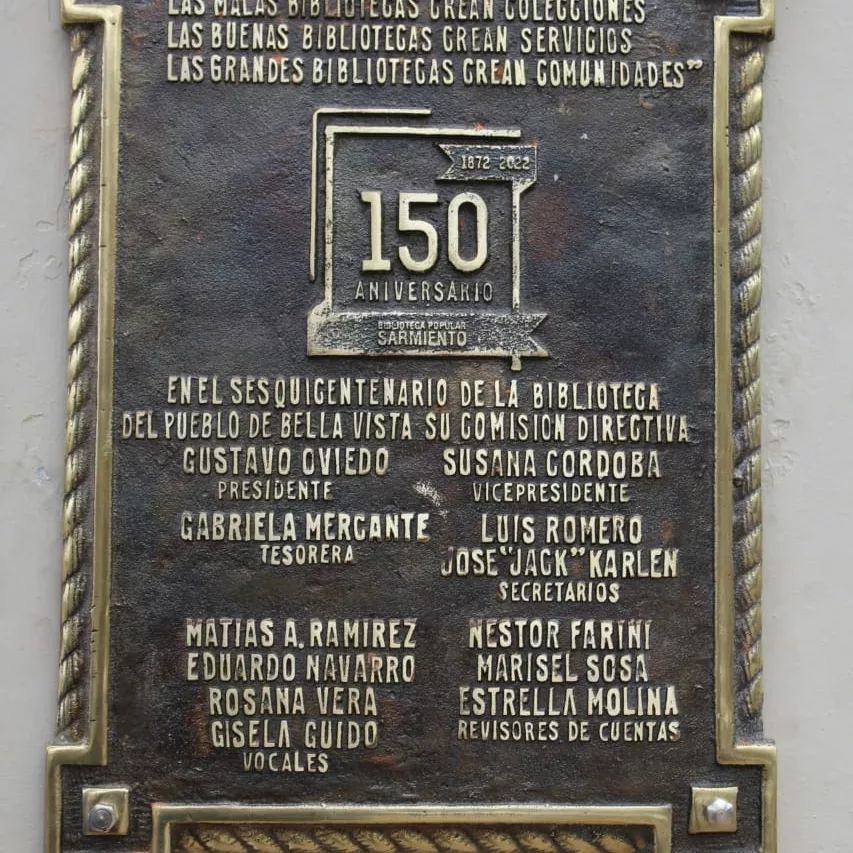 LAS MALAS BIBLIOTECAS CREAN COLECCIONES
LAS BUENAS BIBLIOTECAS CREAN SERVICIOS
LAS GRANDES BIBLIOTECAS CREAN COMUNIDADES”
1872 2022
150
ANIVERSARIO
BIBLIOTECA POPULAR
SARMIENTO
EN EL SESQUICENTENARIO DE LA BIBLIOTECA
DEL PUEBLO DE BELLA VISTA SU COMISION DIRECTIVA
GUSTAVO OVIEDO
PRESIDENTE
SUSANA CORDOBA
VICEPRESIDENTE
GABRIELA MERCANTE
TESORERA
LUIS ROMERO
JOSE “JACK” KARLEN
SECRETARIOS
MATIAS A. RAMIREZ
EDUARDO NAVARRO
ROSANA VERA
GISELA GUIDO
VOCALES
NESTOR FARINI
MARISEL SOSA
ESTRELLA MOLINA
REVISORES DE CUENTAS